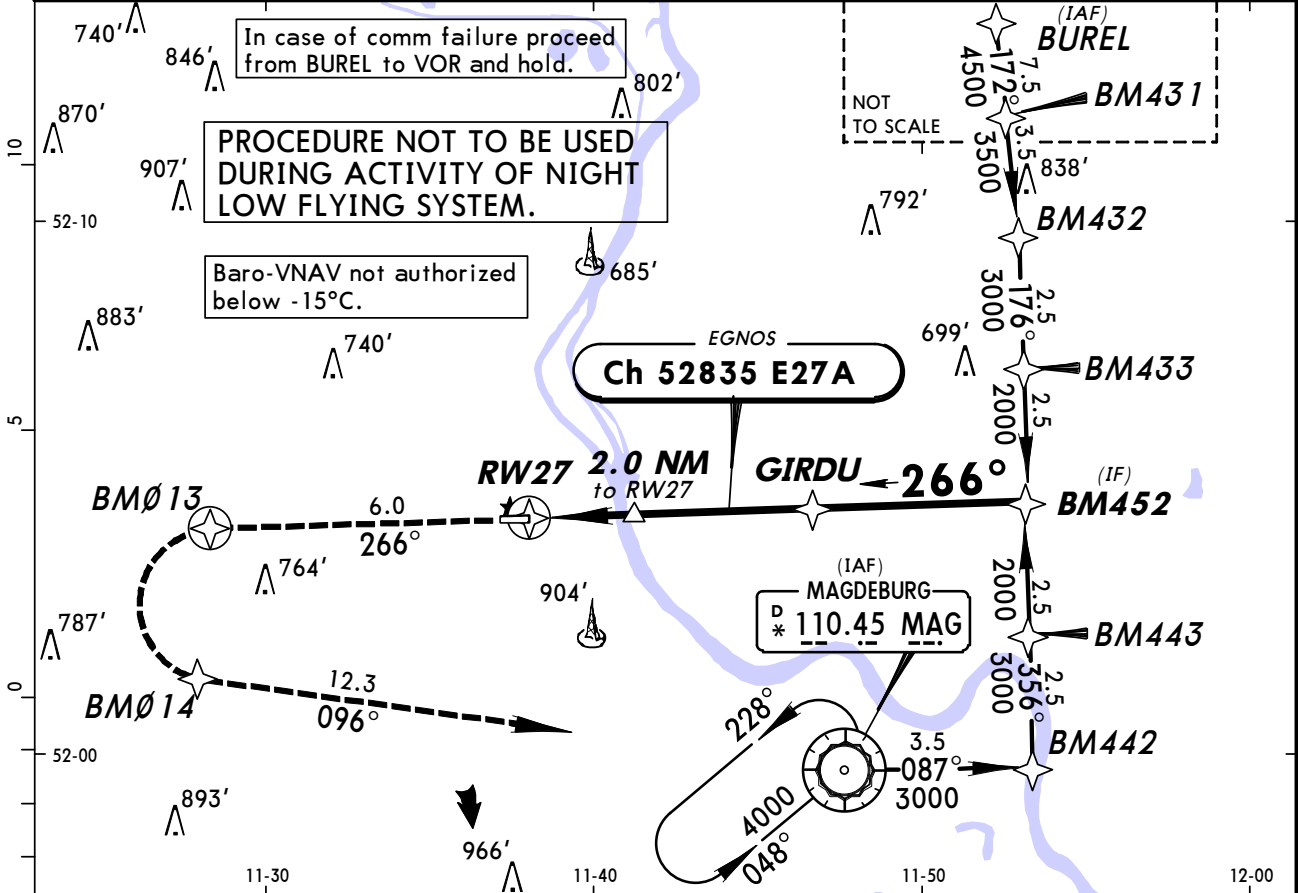 740'
In case of comm failure proceed
from BUREL to VOR and hold.
846'
802'
870'
PROCEDURE NOT TO BE USED
DURING ACTIVITY OF NIGHT
LOW FLYING SYSTEM.
907'
(IAF)
BUREL
172°
7.5
4500
BM431
NOT
TO SCALE
3.5
3500
838'
792'
BM432
10
52-10
Baro-VNAV not authorized
below -15°C.
685'
883'
740'
176°
2.5
3000
699'
BM433
EGNOS
Ch 52835 E27A
2.5
2000
5
RW27
2.0 NM
to RW27
GIRDU
266°
(IF)
BM452
BMØ13
6.0
266°
764'
904'
787'
(IAF)
MAGDEBURG
D
* 110.45 MAG
2.5
2000
BM443
356°
2.5
3000
0
BMØ14
12.3
096°
228°
BM442
3.5
087°
3000
52-00
4000
048°
893'
966'
11-30
11-40
11-50
12-00